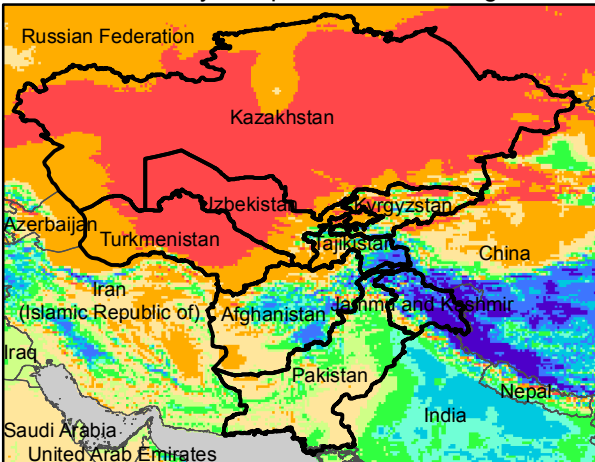 Russian Federation
Kazakhstan
Uzbekistan
Kyrgyzstan
Azerbaijan
Turkmenistan
Tajikistan
China
Iran
(Islamic Republic of)
Afghanistan
Jammu and Kashmir
Iraq
Pakistan
Nepal
India
Saudi Arabia
United Arab Emirates